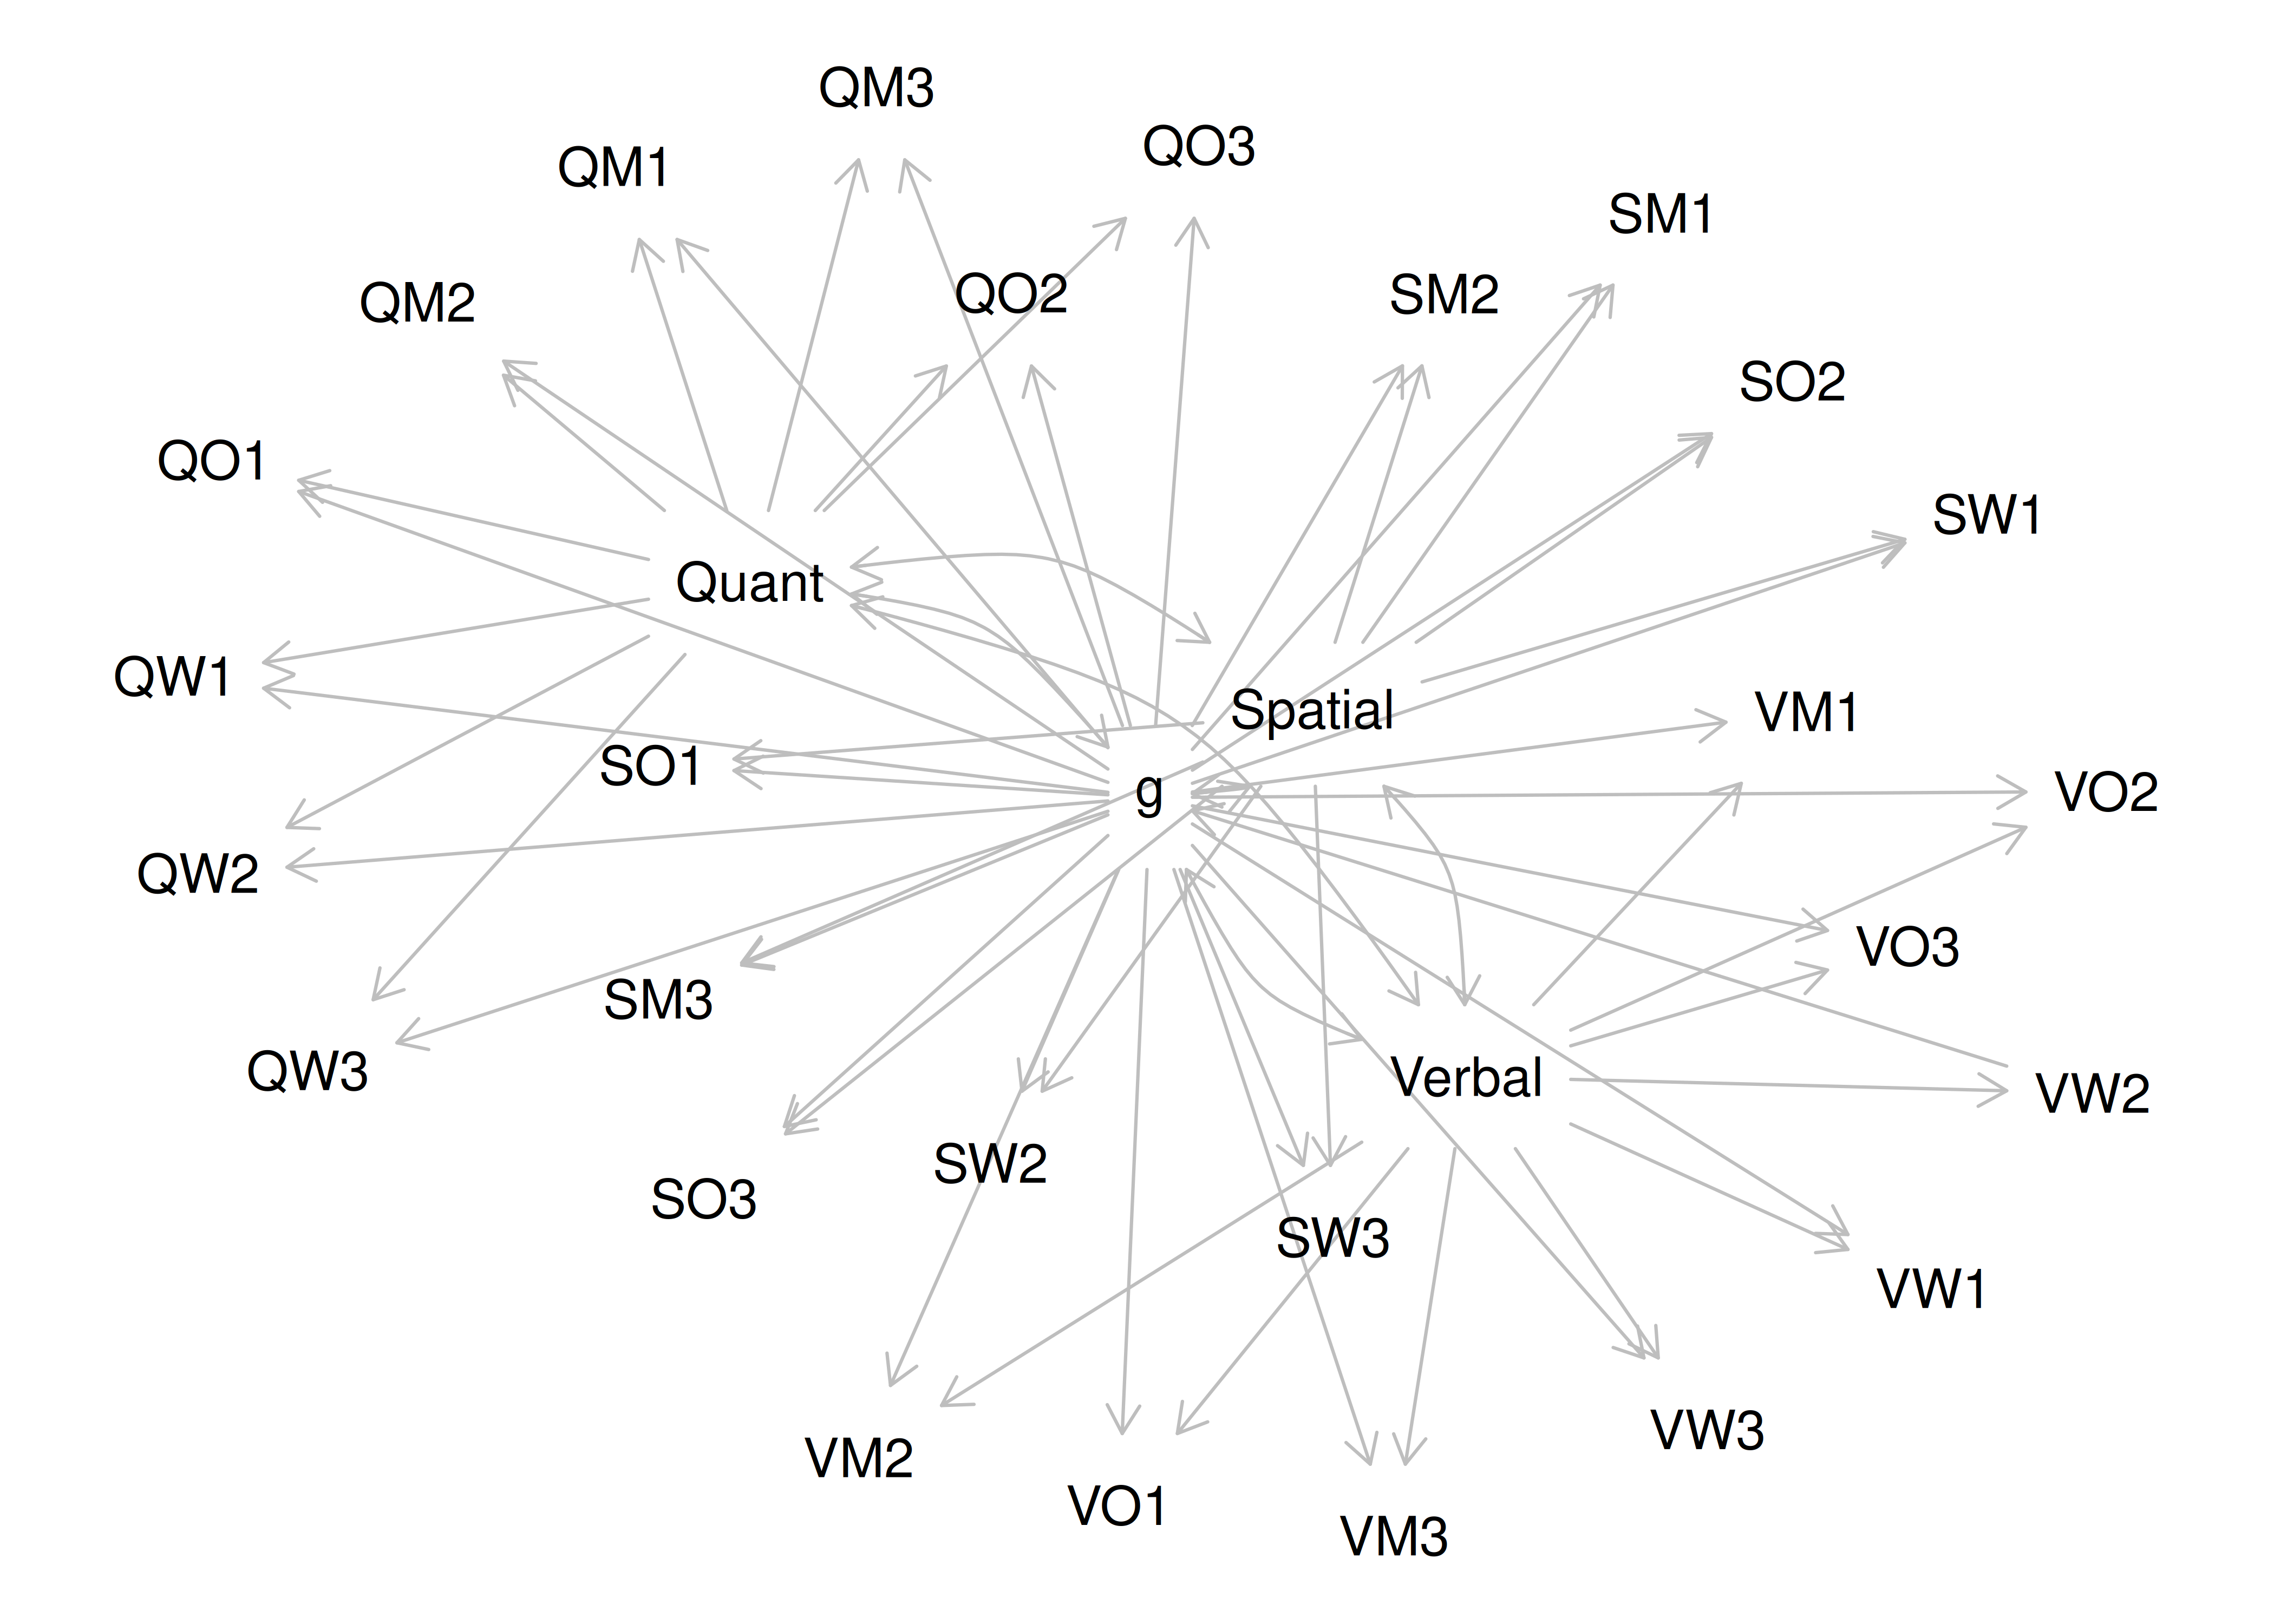 QM3
QO3
QM1
SM1
QM2
QO2
SM2
SO2
QO1
SW1
Quant
QW1
Spatial
VM1
SO1
g
VO2
QW2
VO3
SM3
QW3
Verbal
VW2
SO3
SW2
SW3
VW1
VM2
VW3
VO1
VM3